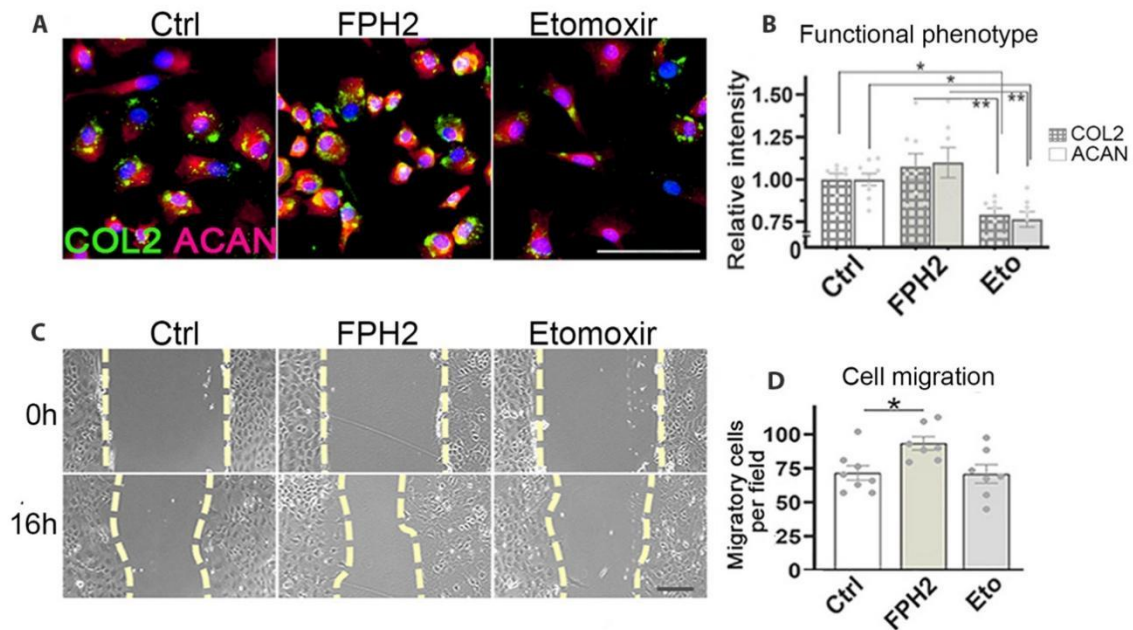 A
Ctrl FPH2 Etomoxir
COL2 ACAN
B
Functional phenotype
* 
*
** **
Relative intensity
1.50
1.25
1.00
0.75
0
COL2
ACAN
Ctrl FPH2 Eto
C
Ctrl FPH2 Etomoxir
0h
16h
D
Cell migration
*
Migratory cells
per field
100
75
50
25
0
Ctrl FPH2 Eto